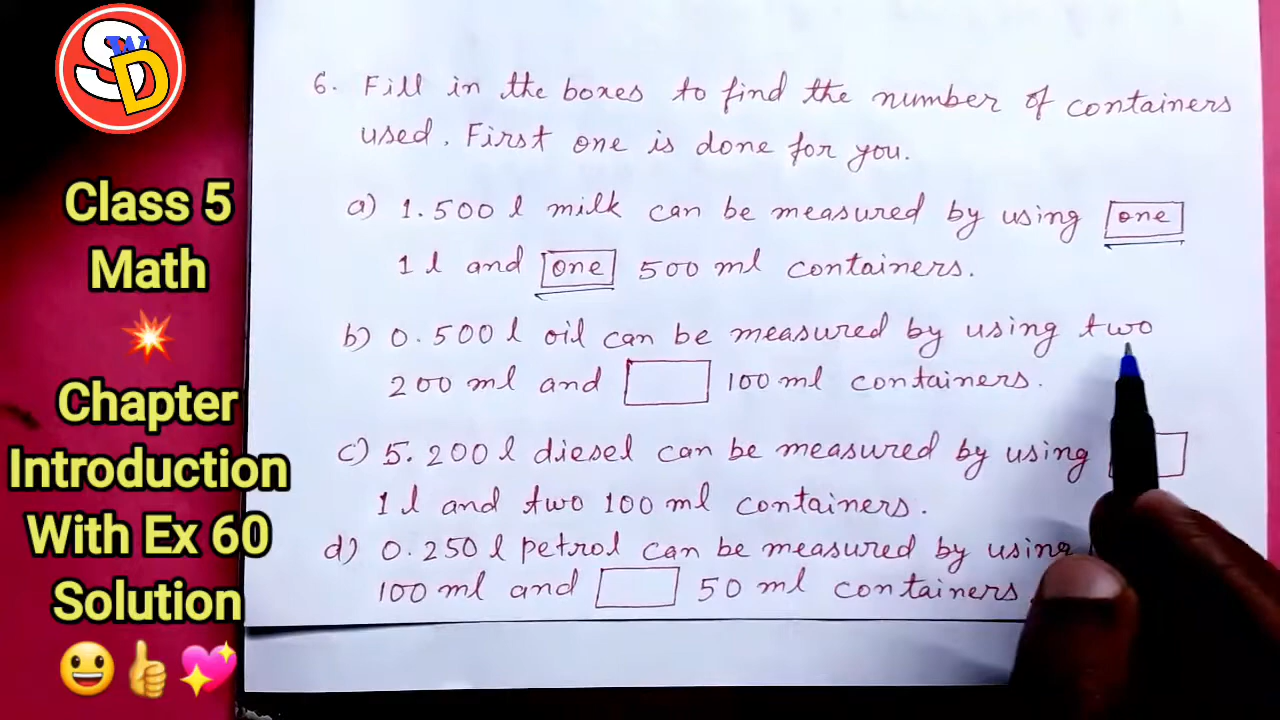 SWD
Class 5
Math
Chapter
Introduction
With Ex 60
Solution
6. Fill in the boxes to find the number of containers
used. First one is done for you.
a) 1.500 l milk can be measured by using one
1 l and one 500 ml containers.
b) 0.500 l oil can be measured by using two
200 ml and 100 ml containers.
c) 5.200 l diesel can be measured by using
1 l and two 100 ml containers.
d) 0.250 l petrol can be measured by using
100 ml and 50 ml containers.